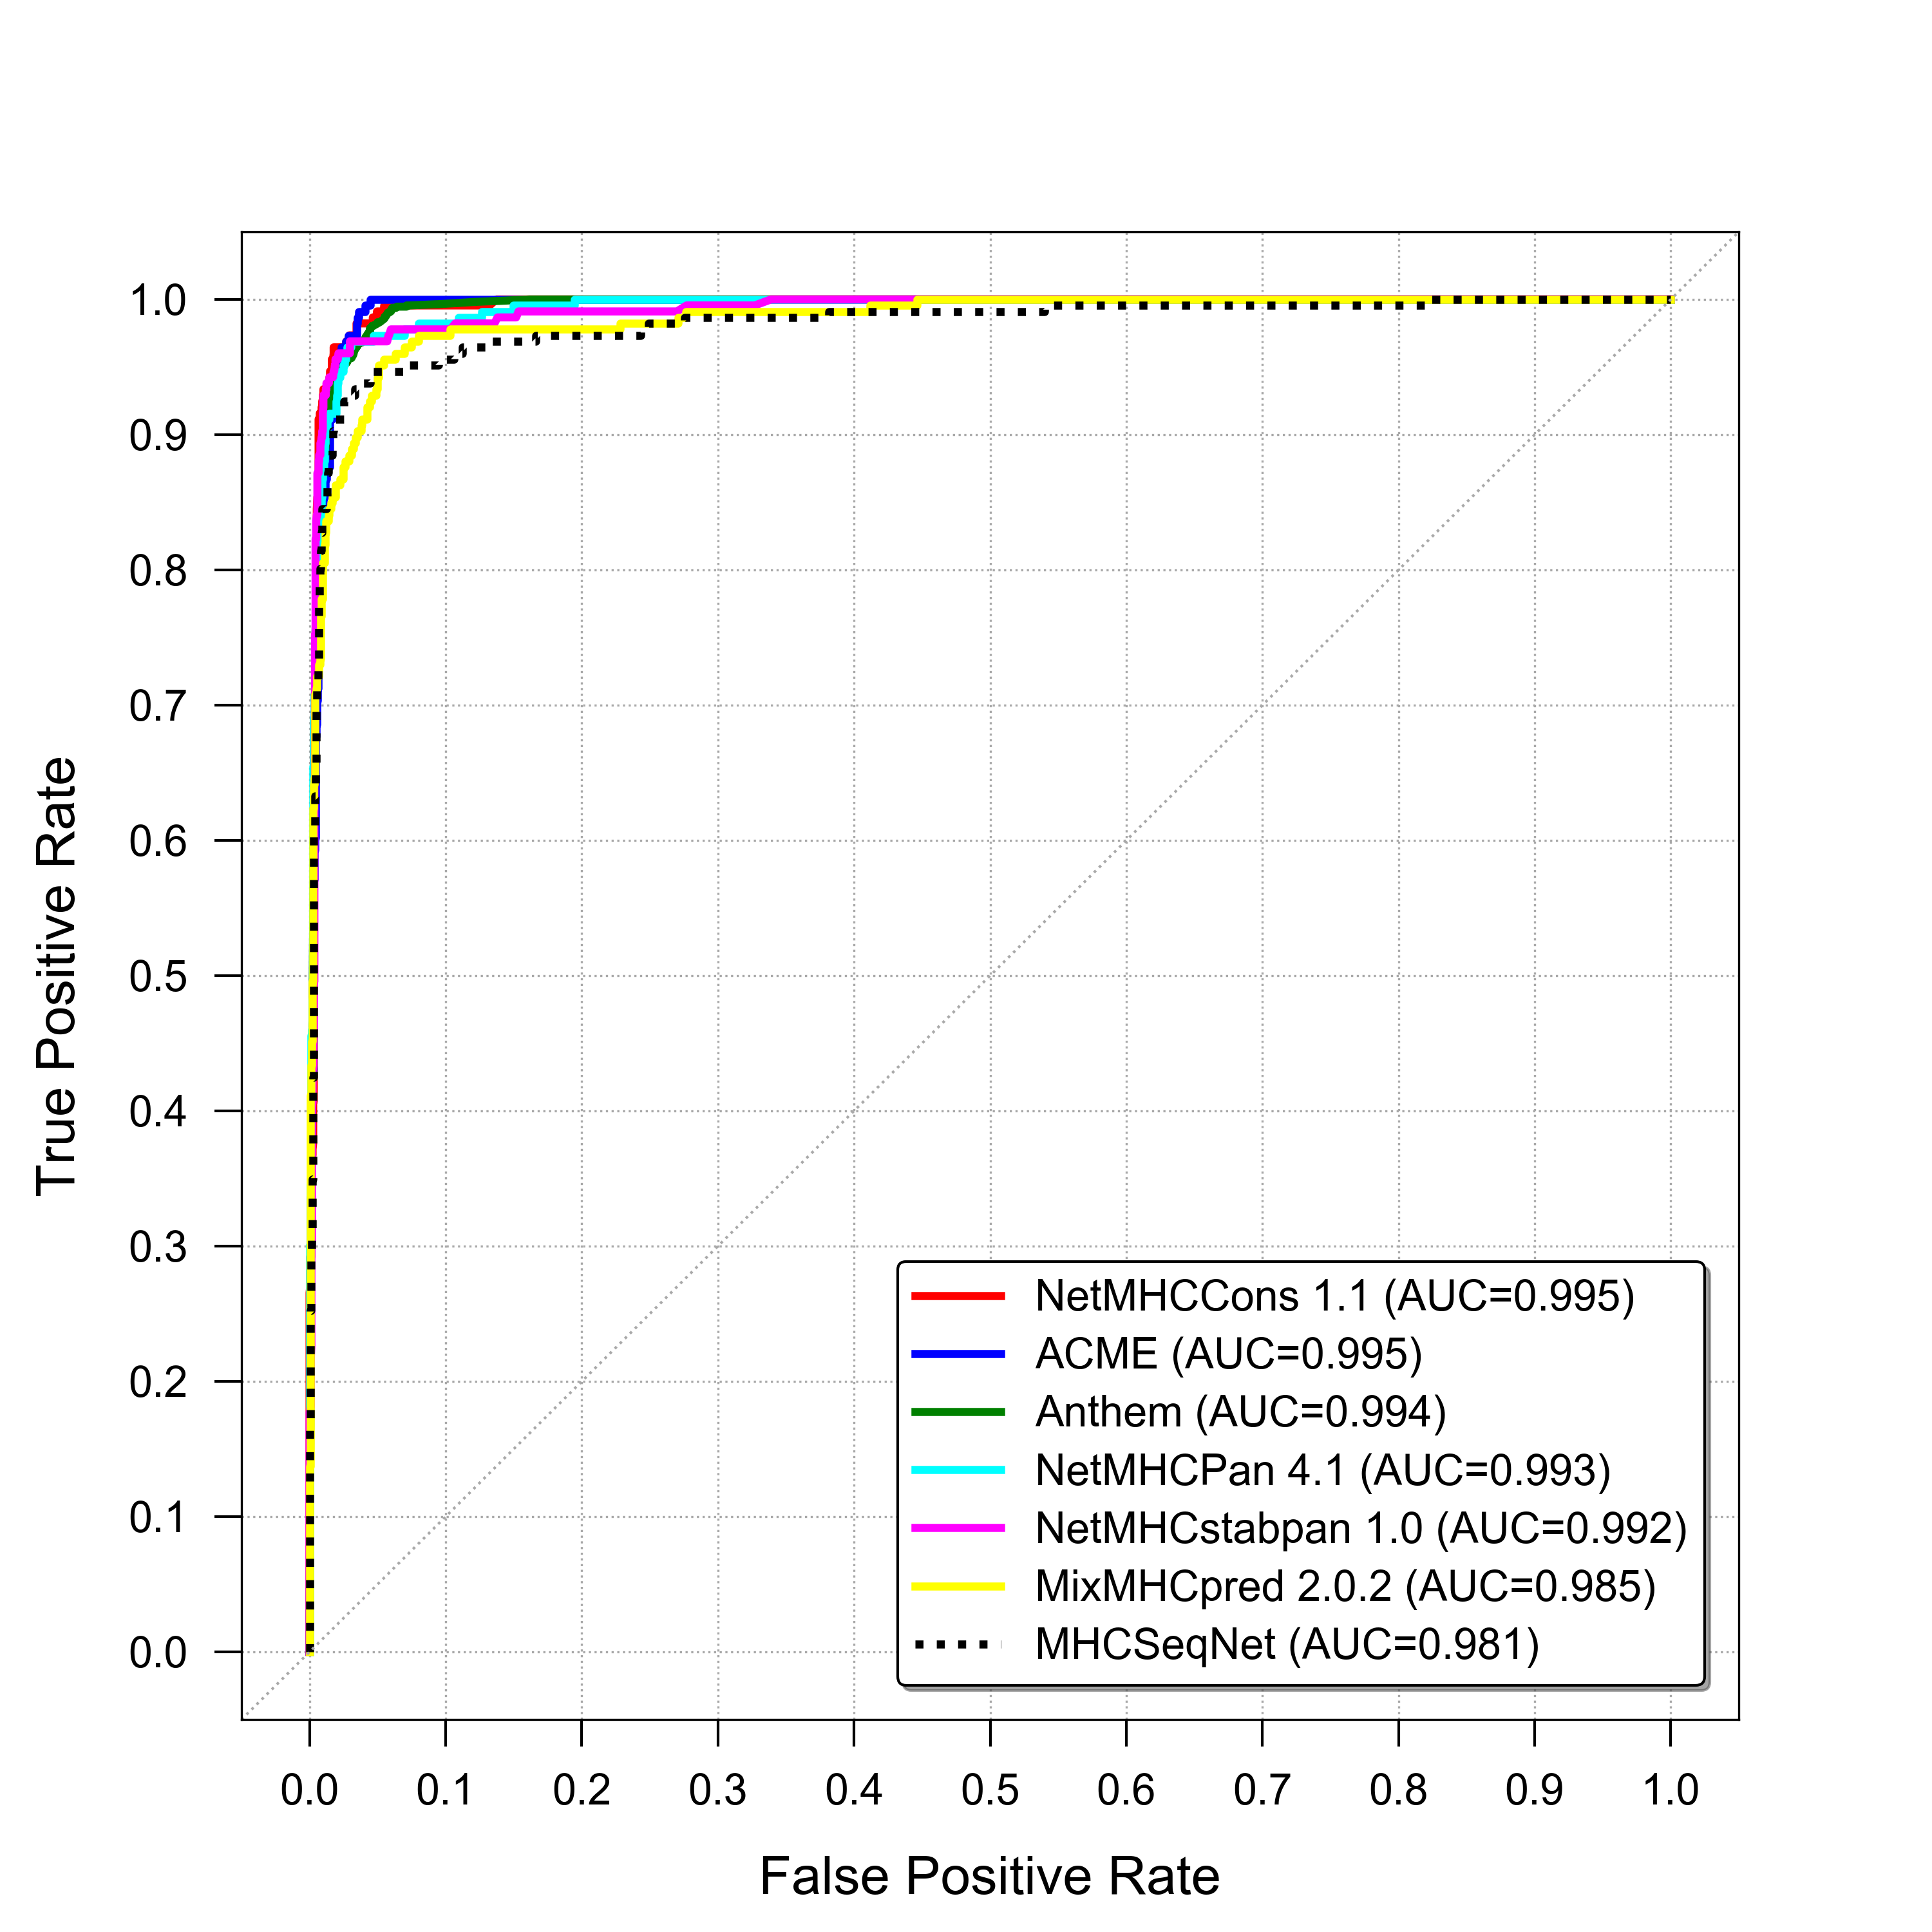 1.0
0.9
0.8
0.7
0.6
0.5
0.4
0.3
0.2
0.1
0.0
True Positive Rate
NetMHCCons 1.1 (AUC=0.995)
ACME (AUC=0.995)
Anthem (AUC=0.994)
NetMHCPan 4.1 (AUC=0.993)
NetMHCstabpan 1.0 (AUC=0.992)
MixMHCpred 2.0.2 (AUC=0.985)
MHCSeqNet (AUC=0.981)
0.0 0.1 0.2 0.3 0.4 0.5 0.6 0.7 0.8 0.9 1.0
False Positive Rate